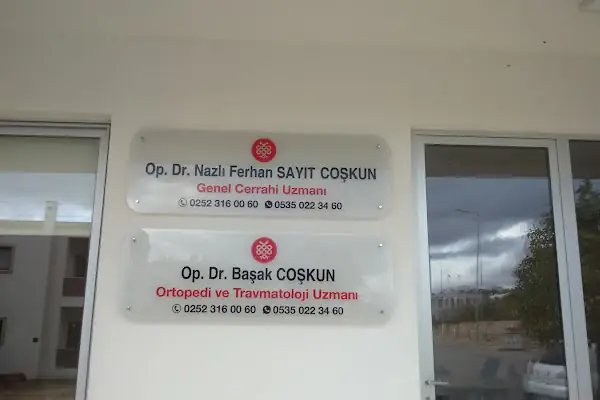 Op. Dr. Nazlı Ferhan SAYIT COŞKUN
Genel Cerrahi Uzmanı
0252 316 00 60 0535 022 34 60
Op. Dr. Başak COŞKUN
Ortopedi ve Travmatoloji Uzmanı
0252 316 00 60 0535 022 34 60